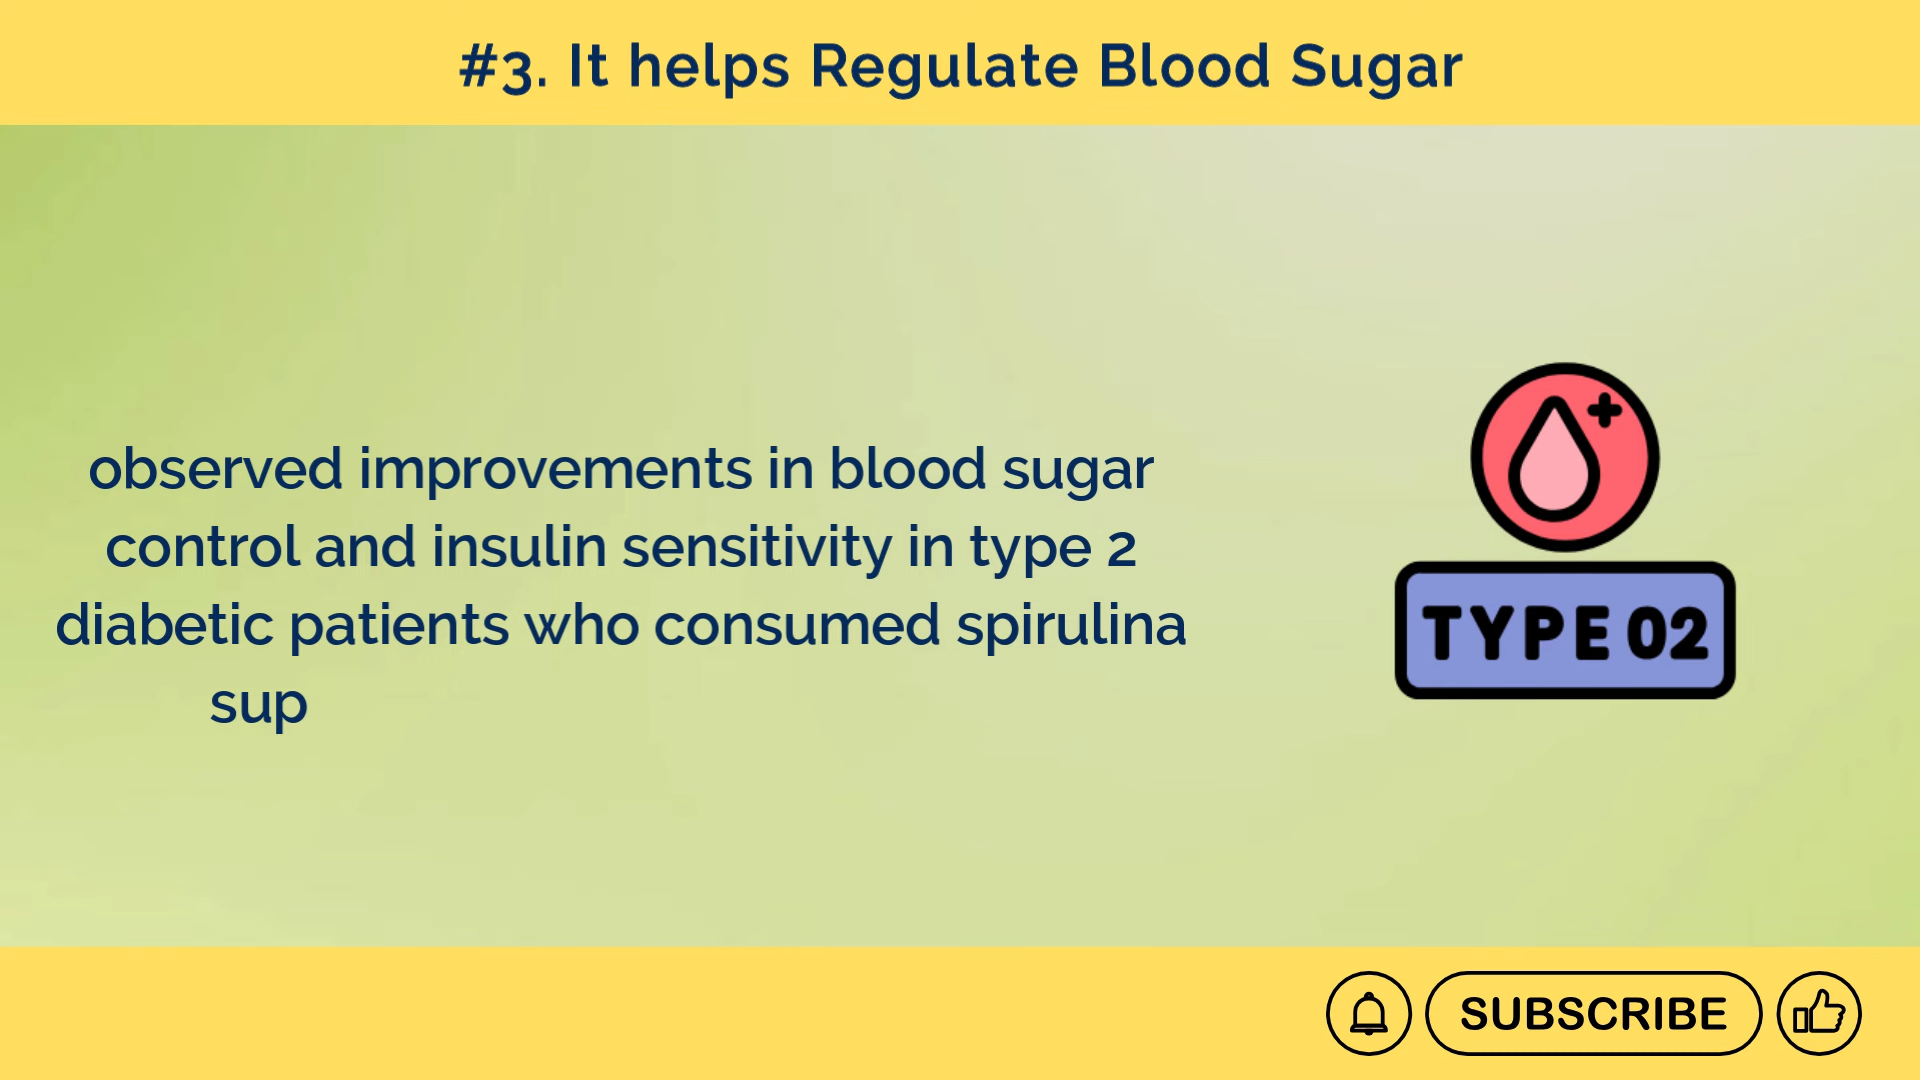 #3. It helps Regulate Blood Sugar
observed improvements in blood sugar
control and insulin sensitivity in type 2
diabetic patients who consumed spirulina
sup
TYPE 02
SUBSCRIBE